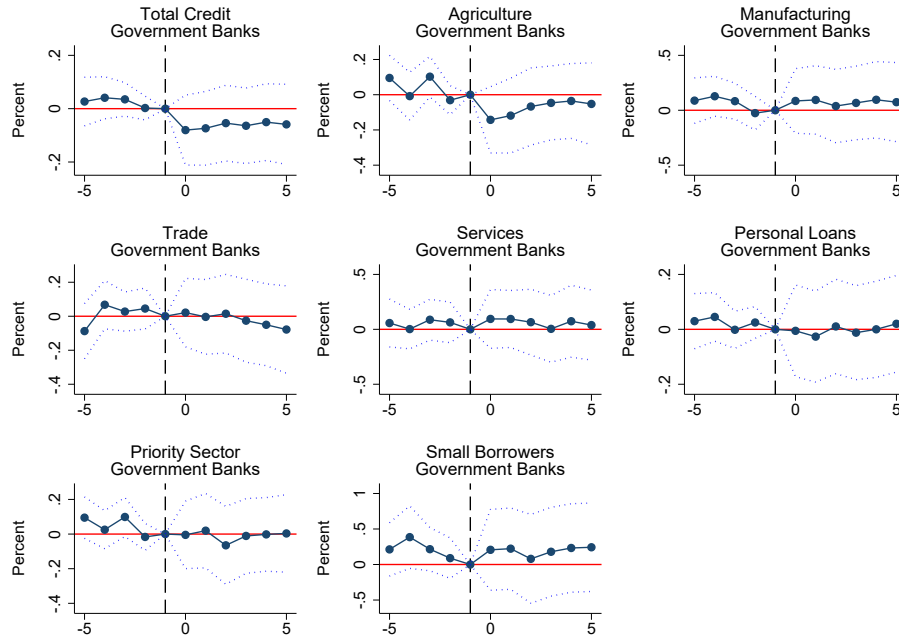 Total Credit
Government Banks
Percent
.2
0
-.2
-5
0
5
Agriculture
Government Banks
Percent
.2
0
-.2
-.4
-5
0
5
Manufacturing
Government Banks
Percent
.5
0
-.5
-5
0
5
Trade
Government Banks
Percent
.2
0
-.2
-.4
-5
0
5
Services
Government Banks
Percent
.5
0
-.5
-5
0
5
Personal Loans
Government Banks
Percent
.2
0
.2
-5
0
5
Priority Sector
Government Banks
Percent
.2
0
-.2
-.4
-5
0
5
Small Borrowers
Government Banks
Percent
1
.5
0
-.5
-5
0
5